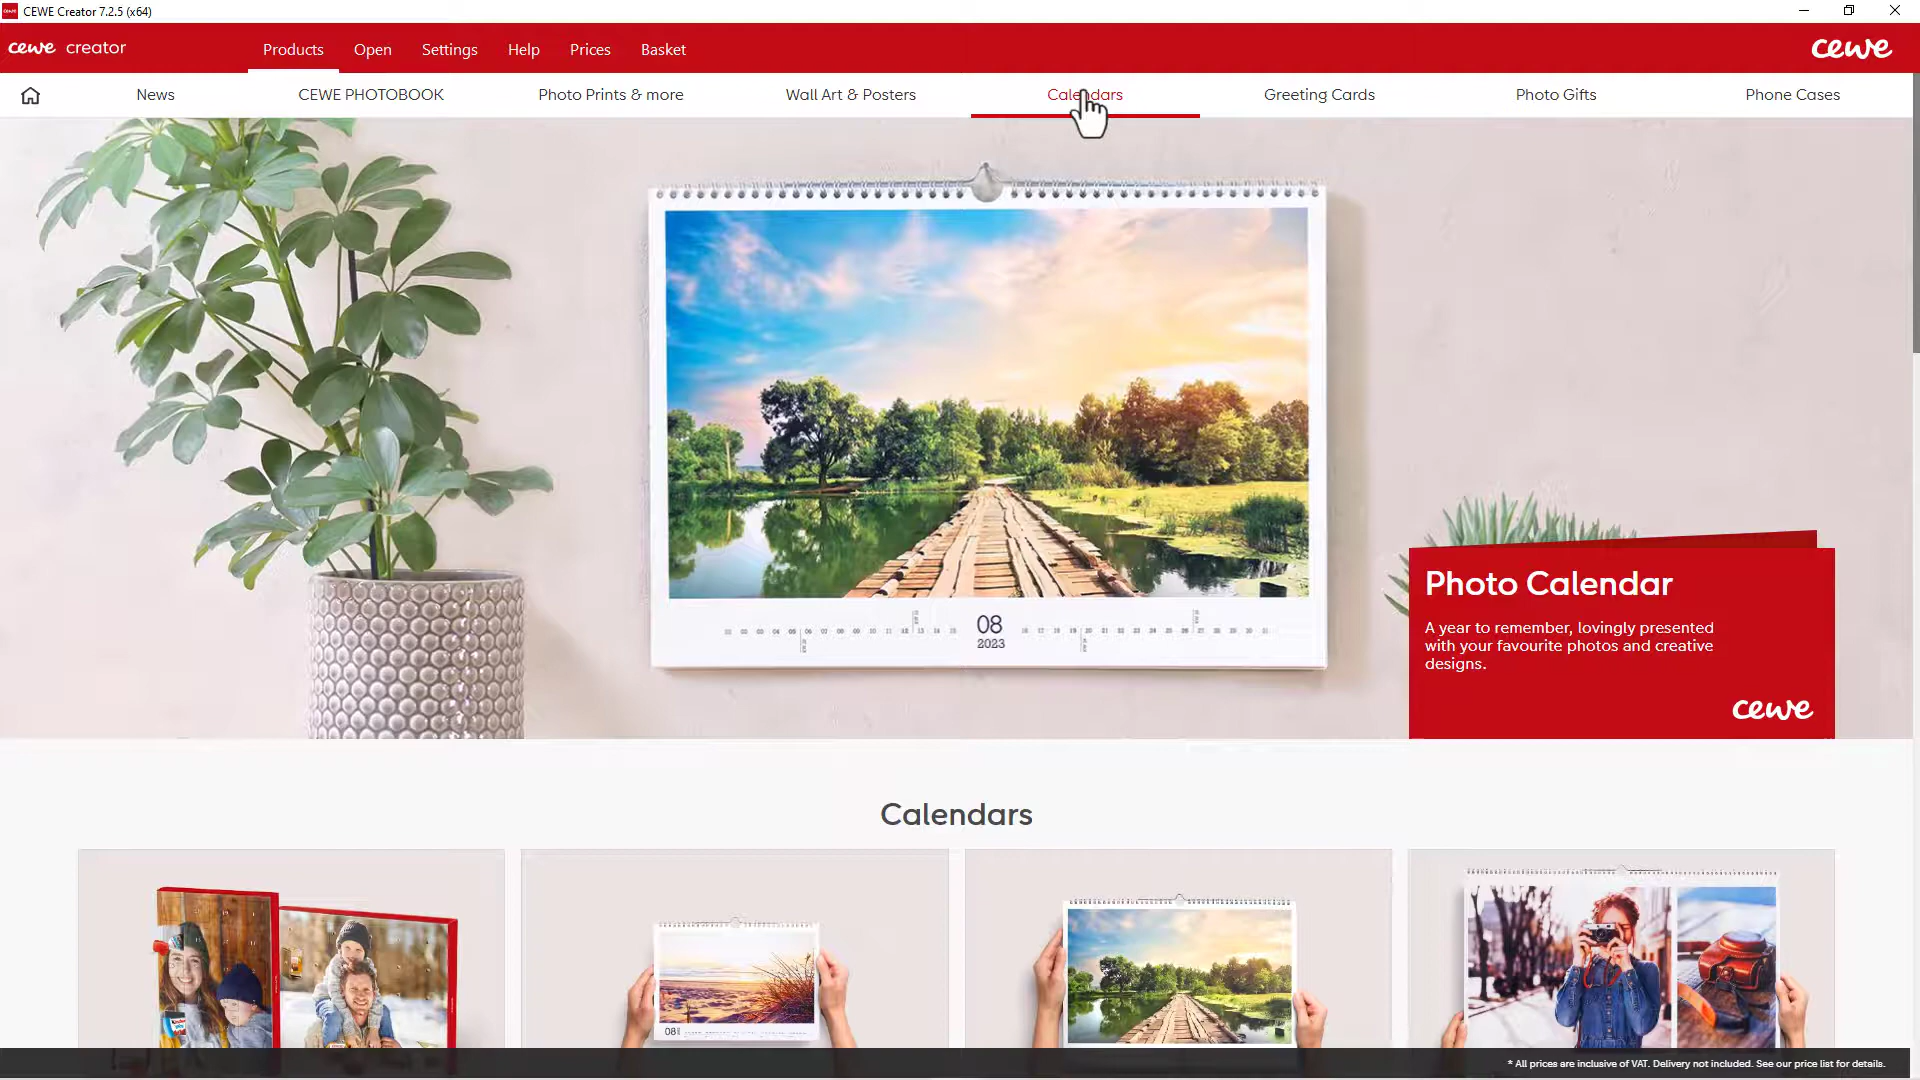 CEWE Creator 7.2.5 (x64)
cewe creator
Products
Open
Settings
Help
Prices
Basket
cewe
News
CEWE PHOTOBOOK
Photo Prints & more
Wall Art & Posters
Calendars
Greeting Cards
Photo Gifts
Phone Cases
08
2023
Photo Calendar
A year to remember, lovingly presented
with your favourite photos and creative
designs.
cewe
Calendars
08
* All prices are inclusive of VAT. Delivery not included. See our price list for details.